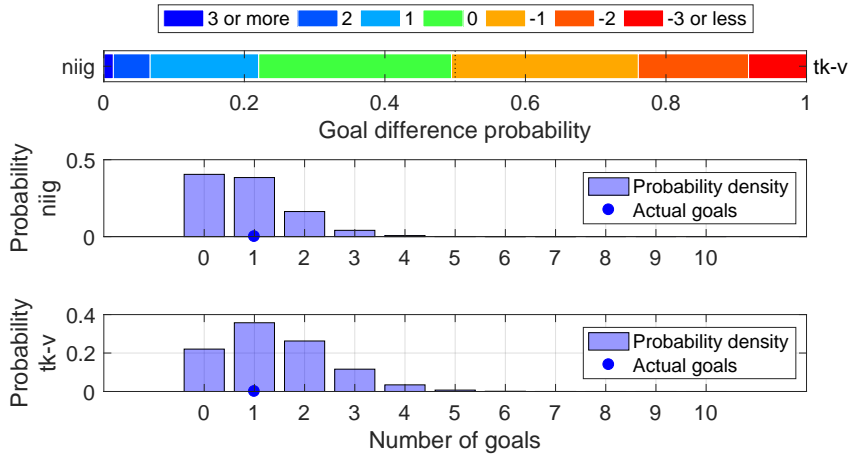 3 or more 2 1 0 -1 -2 -3 or less
niig tk-v
0 0.2 0.4 0.6 0.8 1
Goal difference probability
Probability
niig
0.5
0
Probability density
Actual goals
0 1 2 3 4 5 6 7 8 9 10
Probability
tk-v
0.4
0.2
0
Probability density
Actual goals
0 1 2 3 4 5 6 7 8 9 10
Number of goals